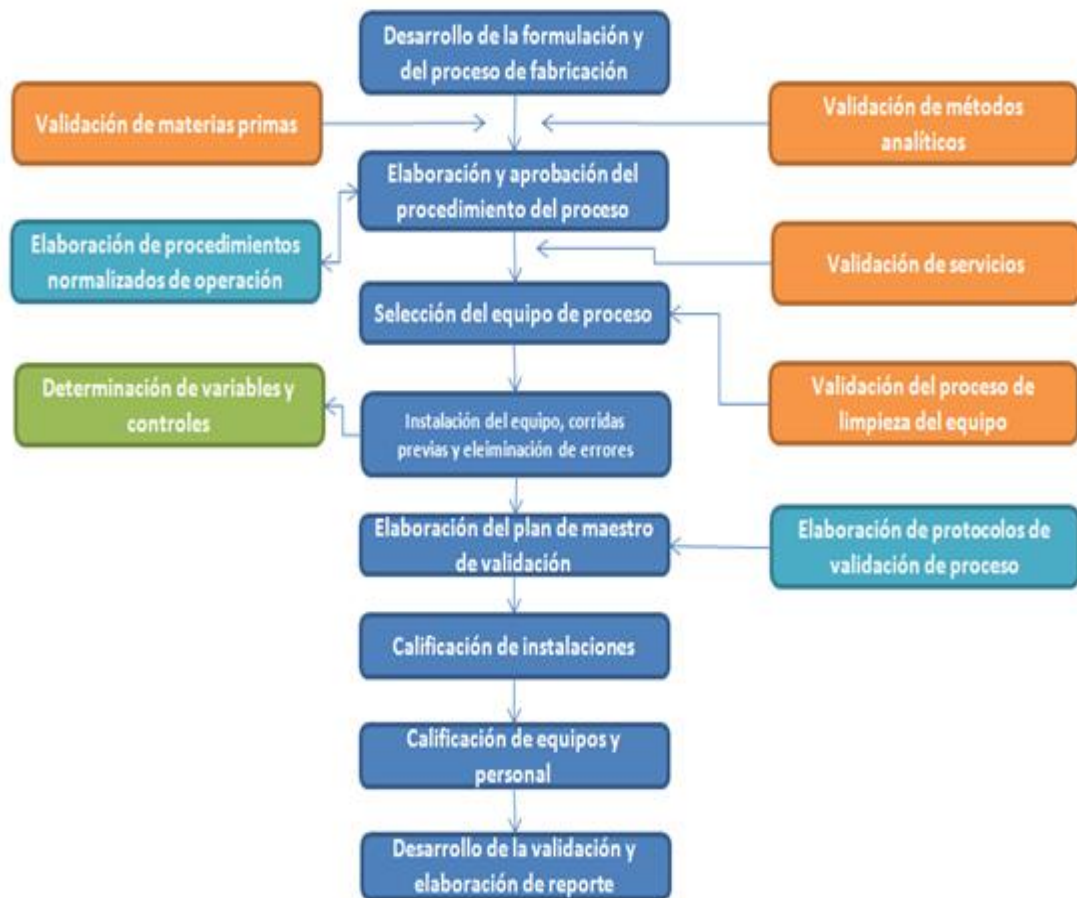 Desarrollo de la formulación y
del proceso de fabricación
Validación de materias primas
Validación de métodos
analíticos
Elaboración y aprobación del
procedimiento del proceso
Elaboración de procedimientos
normalizados de operación
Validación de servicios
Selección del equipo de proceso
Determinación de variables y
controles
Instalación del equipo, corridas
previas y eleiminación de errores
Validación del proceso de
limpieza del equipo
Elaboración del plan de maestro
de validación
Elaboración de protocolos de
validación de proceso
Calificación de instalaciones
Calificación de equipos y
personal
Desarrollo de la validación y
elaboración de reporte